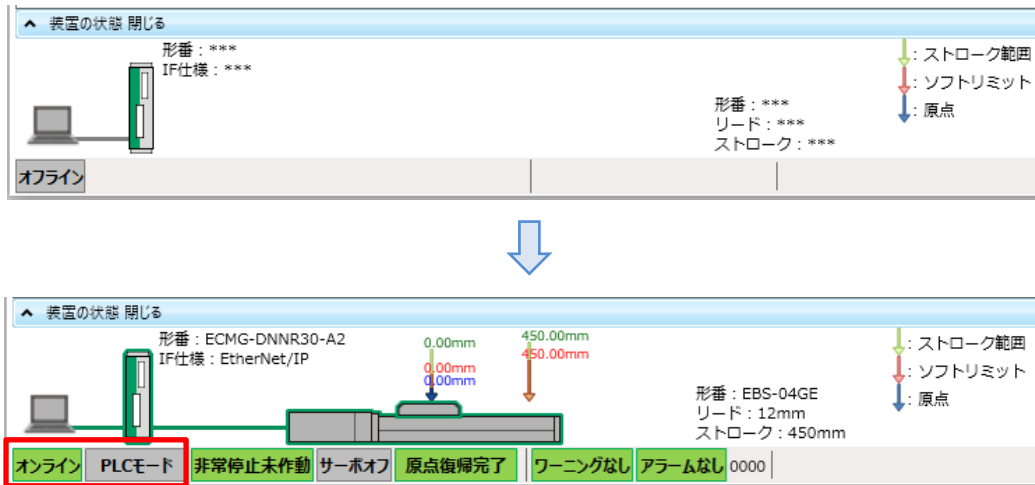 装置の状態 閉じる
形番：***
IF仕様：***
形番：***
リード：***
ストローク：***
：ストローク範囲
：ソフトリミット
：原点
オフライン
装置の状態 閉じる
形番：ECMG-DNNR30-A2
IF仕様：EtherNet/IP
0.00mm
0.00mm
0.00mm
450.00mm
450.00mm
形番：EBS-04GE
リード：12mm
ストローク：450mm
：ストローク範囲
：ソフトリミット
：原点
オンライン PLCモード 非常停止未作動 サーボオフ 原点復帰完了 ワーニングなし アラームなし 0000